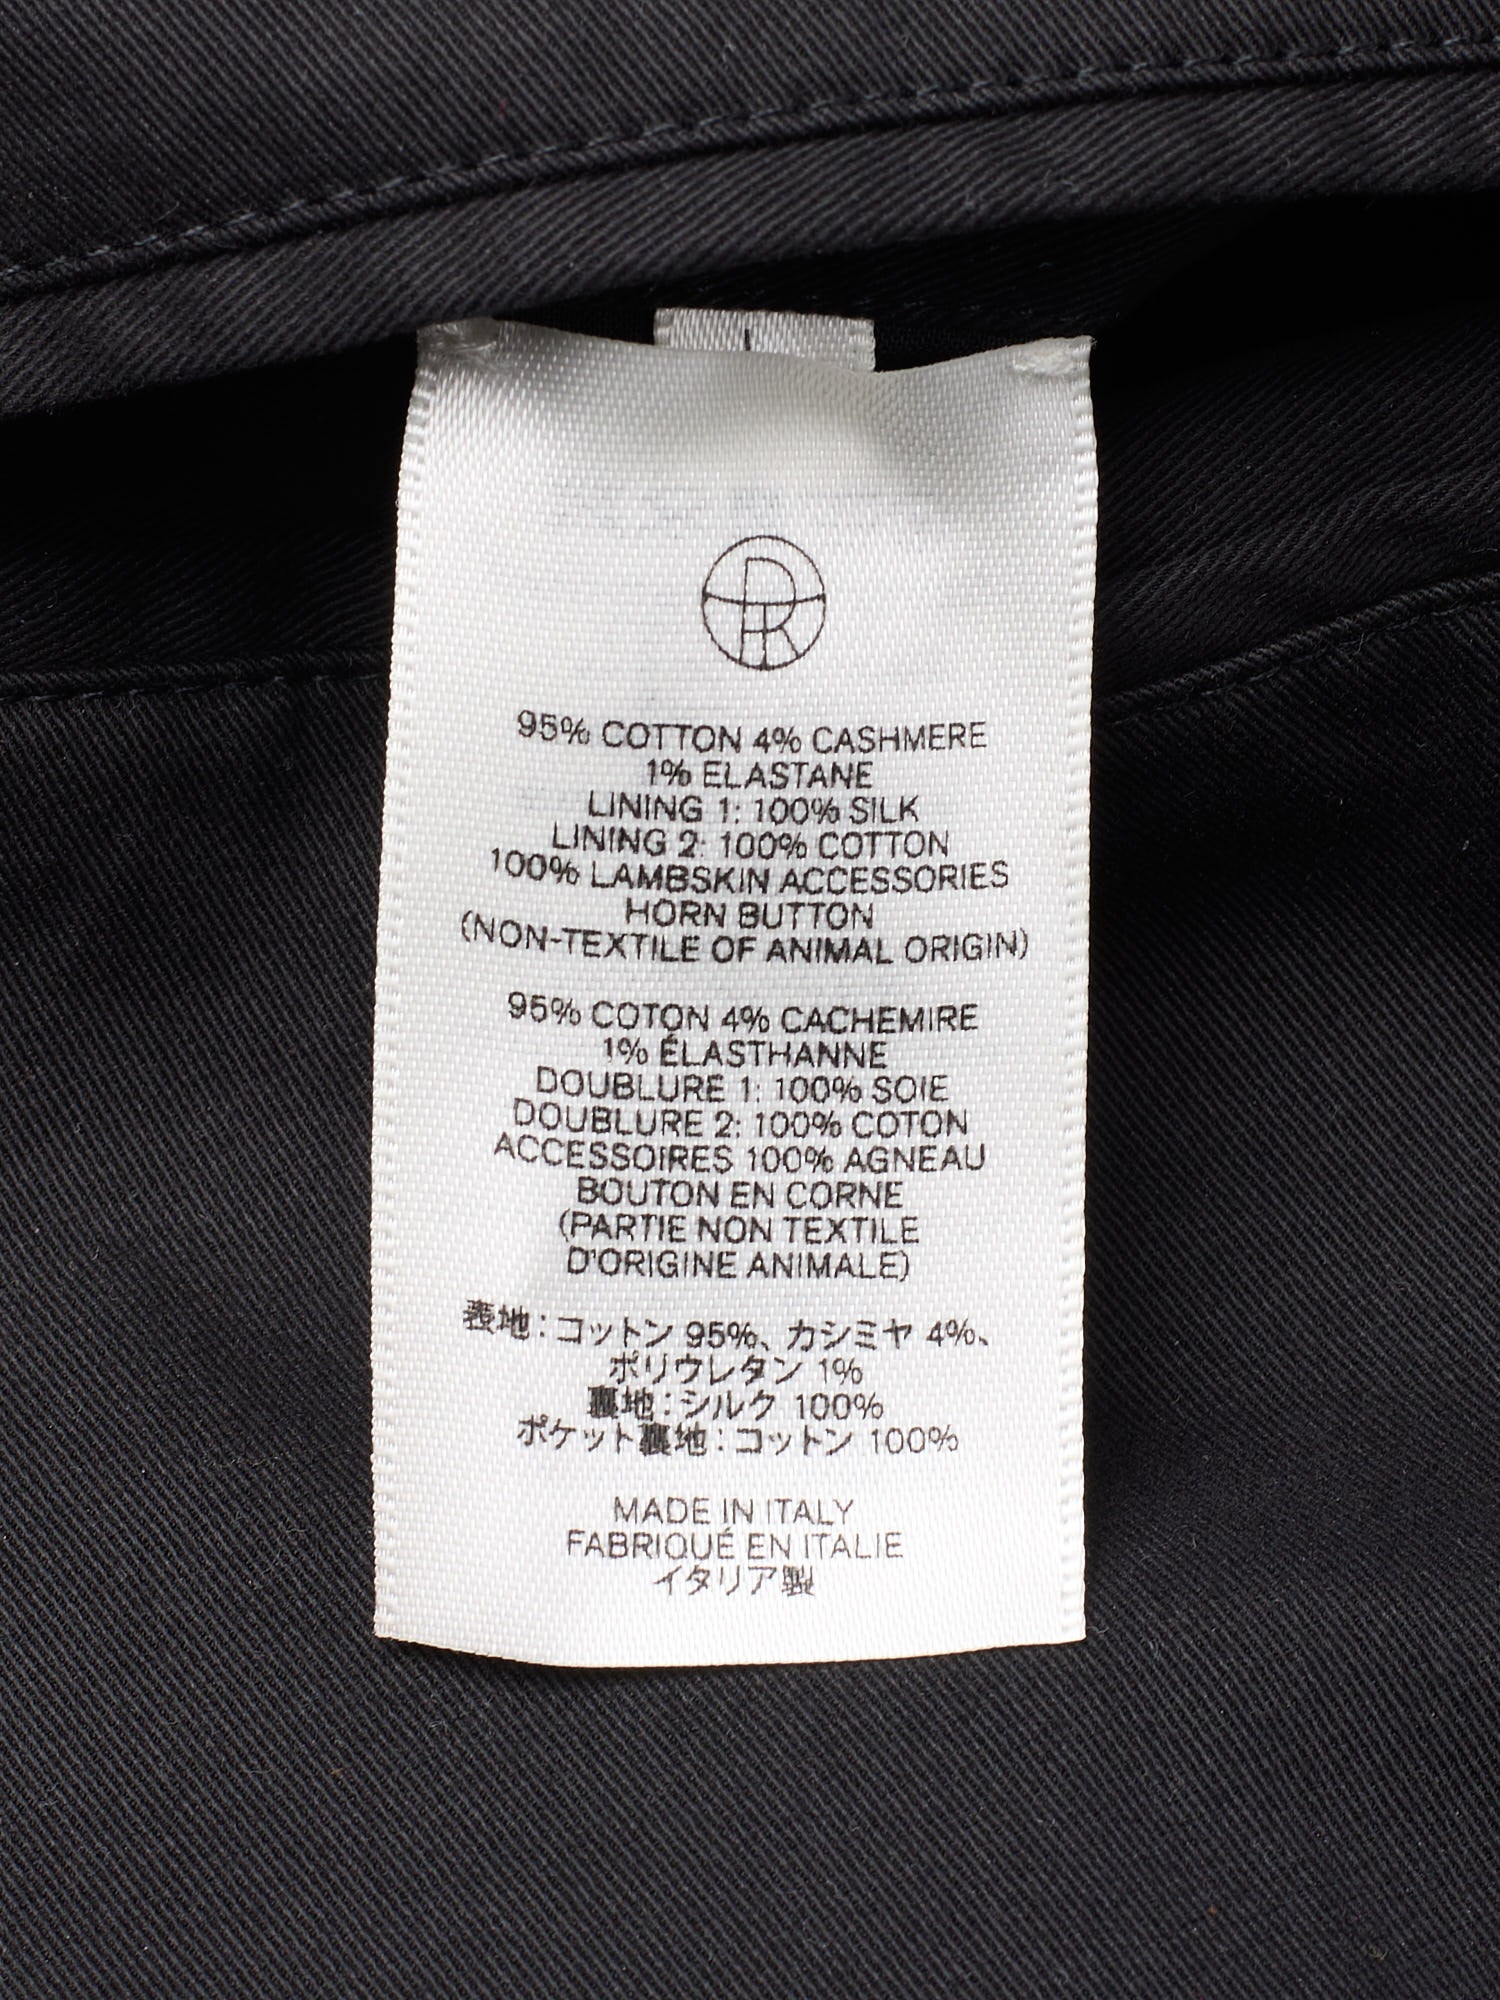 95% COTTON 4% CASHMERE
1% ELASTANE
LINING 1: 100% SILK
LINING 2: 100% COTTON
100% LAMBSKIN ACCESSORIES
HORN BUTTON
(NON-TEXTILE OF ANIMAL ORIGIN)
95% COTON 4% CACHEMIRE
1% ÉLASTHANNE
DOUBLURE 1: 100% SOIE
DOUBLURE 2: 100% COTON
ACCESSOIRES 100% AGNEAU
BOUTON EN CORNE
(PARTIE NON TEXTILE
D'ORIGINE ANIMALE)
表地：コットン 95%、カシミヤ 4%、
ポリウレタン 1%
裏地：シルク 100%
ポケット裏地：コットン 100%
MADE IN ITALY
FABRIQUÉ EN ITALIE
イタリア製